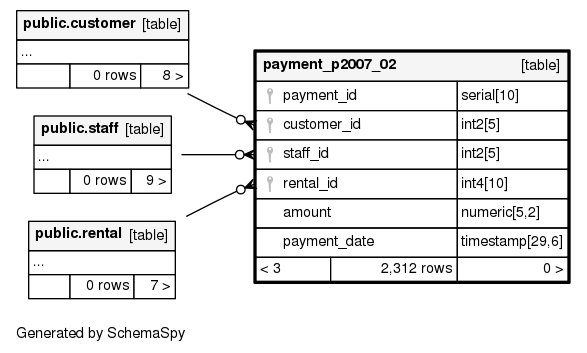 public.customer [table]
...
0 rows 8 >
public.staff [table]
...
0 rows 9 >
public.rental [table]
...
0 rows 7 >
payment_p2007_02 [table]
payment_id serial[10]
customer_id int2[5]
staff_id int2[5]
rental_id int4[10]
amount numeric[5,2]
payment_date timestamp[29,6]
< 3 2,312 rows 0 >
Generated by SchemaSpy